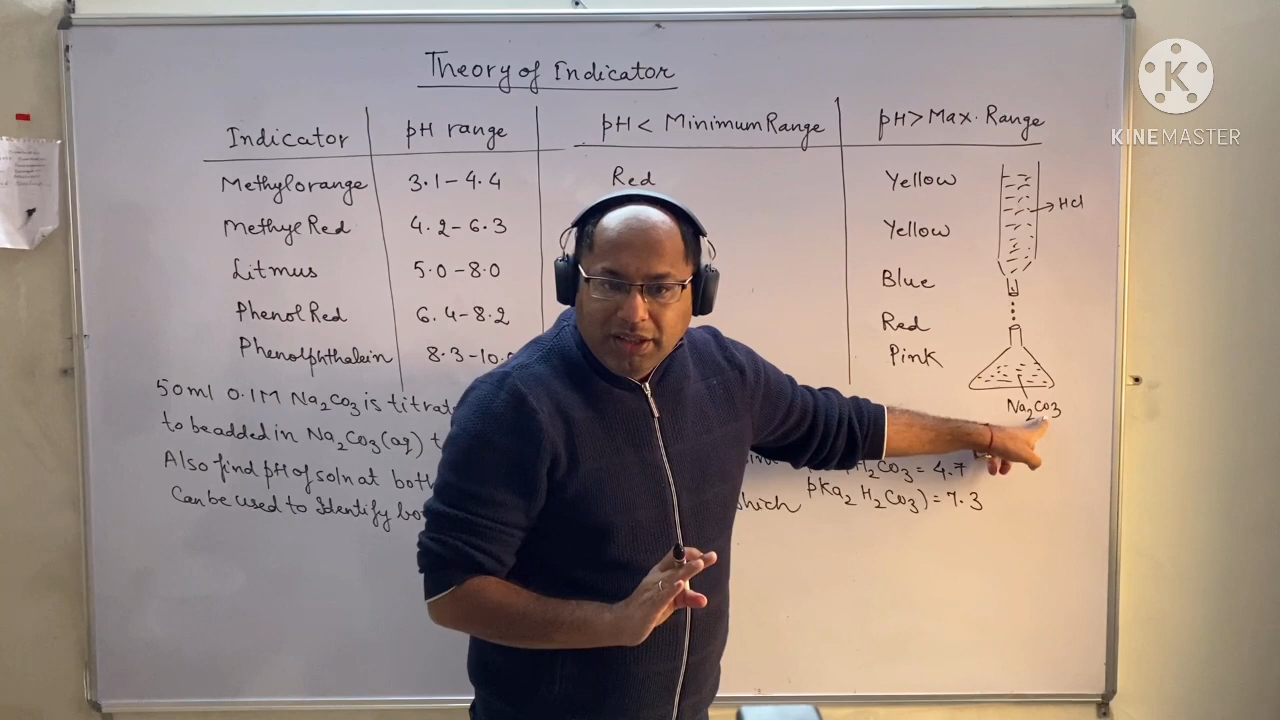 Theory of Indicator
Indicator pH range pH < Minimum Range pH > Max. Range
Methylorange 3.1 - 4.4 Red Yellow
Methyl Red 4.2 - 6.3 Yellow
Litmus 5.0 - 8.0 Blue
Phenol Red 6.4 - 8.2 Red
Phenolphthalein 8.3 - 10. Pink
HCl
Na2CO3
50ml 0.1M Na2CO3 is titrat
to be added in Na2CO3(aq)
Also find pH of soln at both H2CO3 = 4.7
Can be used to Identify which pKa2 H2CO3) = 7.3
K
KINEMASTER